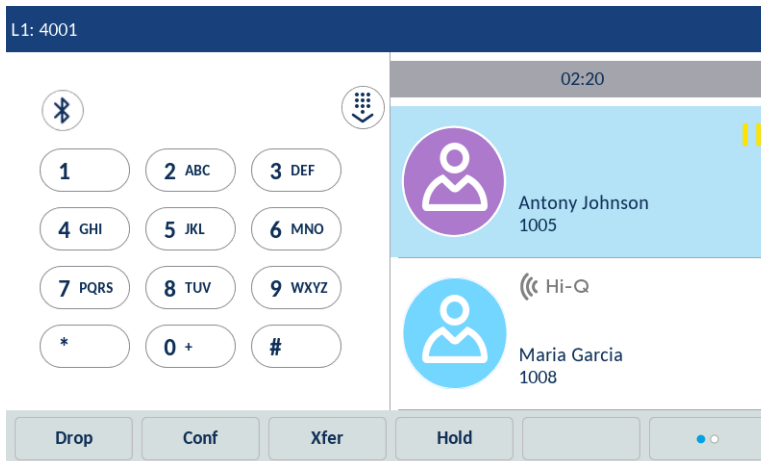 L1: 4001
02:20
1
2 ABC
3 DEF
4 GHI
5 JKL
6 MNO
7 PQRS
8 TUV
9 WXYZ
*
0 +
#
Antony Johnson
1005
Hi-Q
Maria Garcia
1008
Drop
Conf
Xfer
Hold